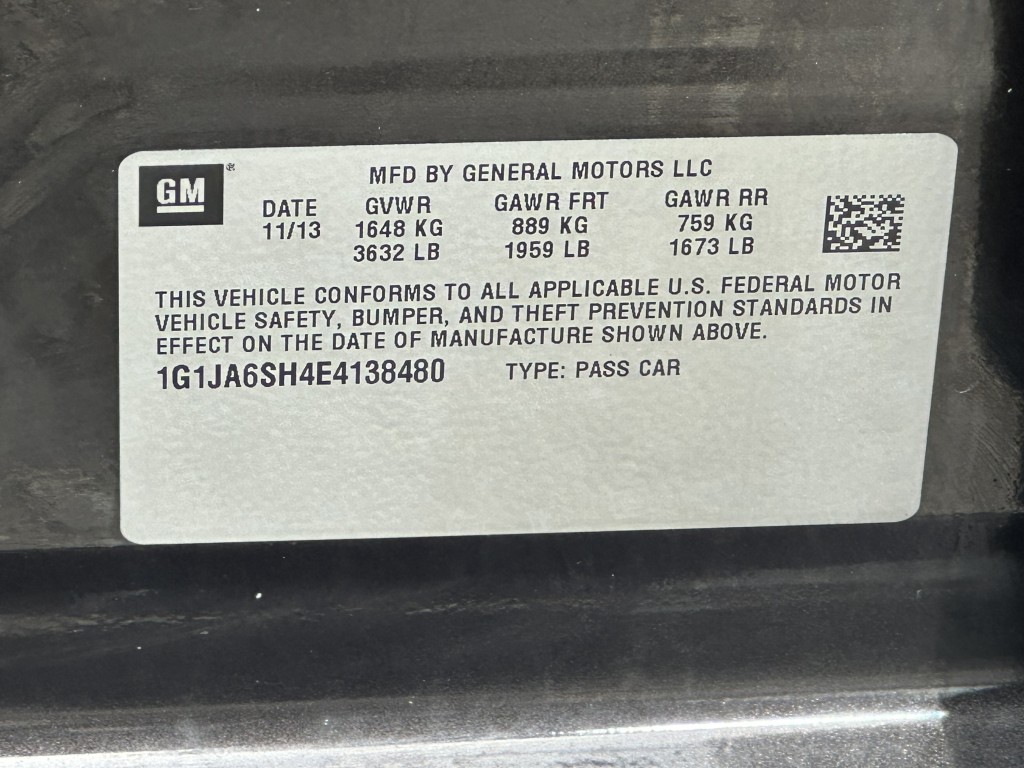 GM®
MFD BY GENERAL MOTORS LLC
DATE GVWR GAWR FRT GAWR RR
11/13 1648 KG 889 KG 759 KG
3632 LB 1959 LB 1673 LB
THIS VEHICLE CONFORMS TO ALL APPLICABLE U.S. FEDERAL MOTOR
VEHICLE SAFETY, BUMPER, AND THEFT PREVENTION STANDARDS IN
EFFECT ON THE DATE OF MANUFACTURE SHOWN ABOVE.
1G1JA6SH4E4138480 TYPE: PASS CAR